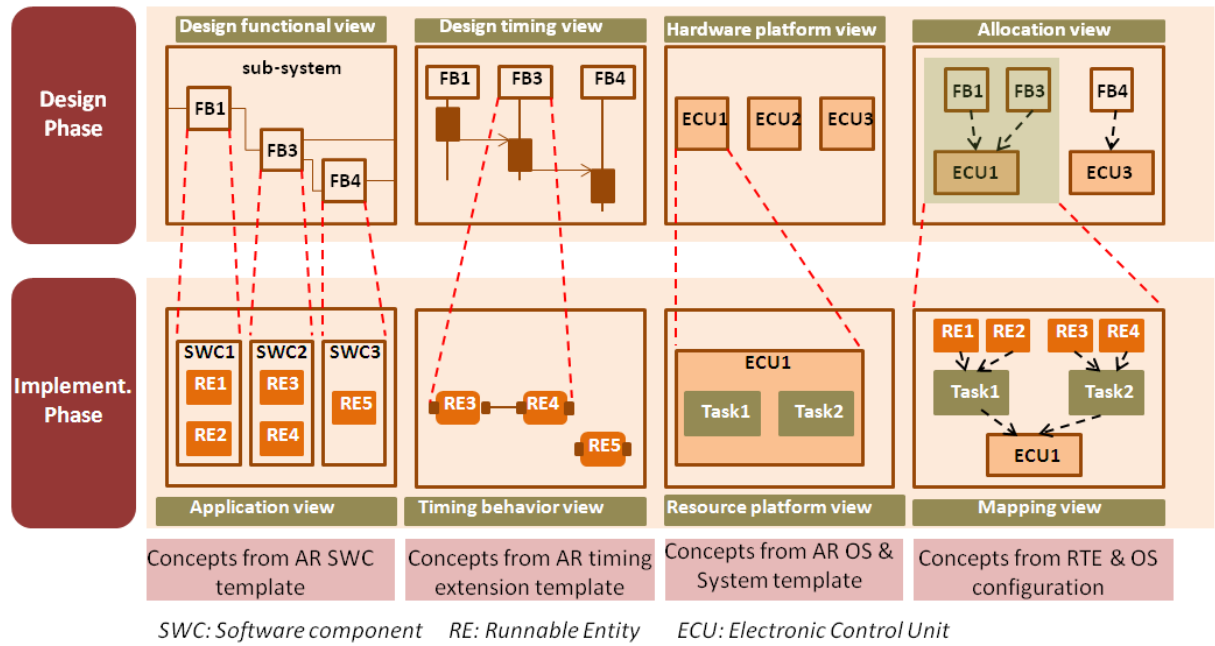 Design functional view
Design timing view
Hardware platform view
Allocation view
Design
Phase
sub-system
FB1
FB3
FB4
FB1
FB3
FB4
ECU1
ECU2
ECU3
FB1
FB3
FB4
ECU1
ECU3
Implement.
Phase
SWC1
SWC2
SWC3
RE1
RE3
RE5
RE2
RE4
RE3
RE4
RE5
ECU1
Task1
Task2
RE1
RE2
RE3
RE4
Task1
Task2
ECU1
Application view
Timing behavior view
Resource platform view
Mapping view
Concepts from AR SWC
template
Concepts from AR timing
extension template
Concepts from AR OS &
System template
Concepts from RTE & OS
configuration
SWC: Software component
RE: Runnable Entity
ECU: Electronic Control Unit